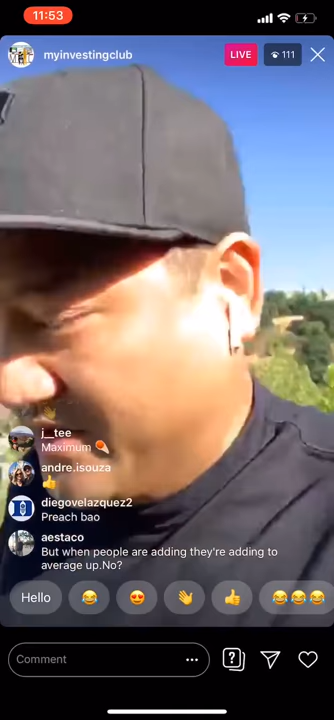 11:53
myinvestingclub
LIVE
111
j__tee
Maximum
andre.isouza
diegovelazquez2
Preach bao
aestaco
But when people are adding they're adding to
average up.No?
Hello
Comment